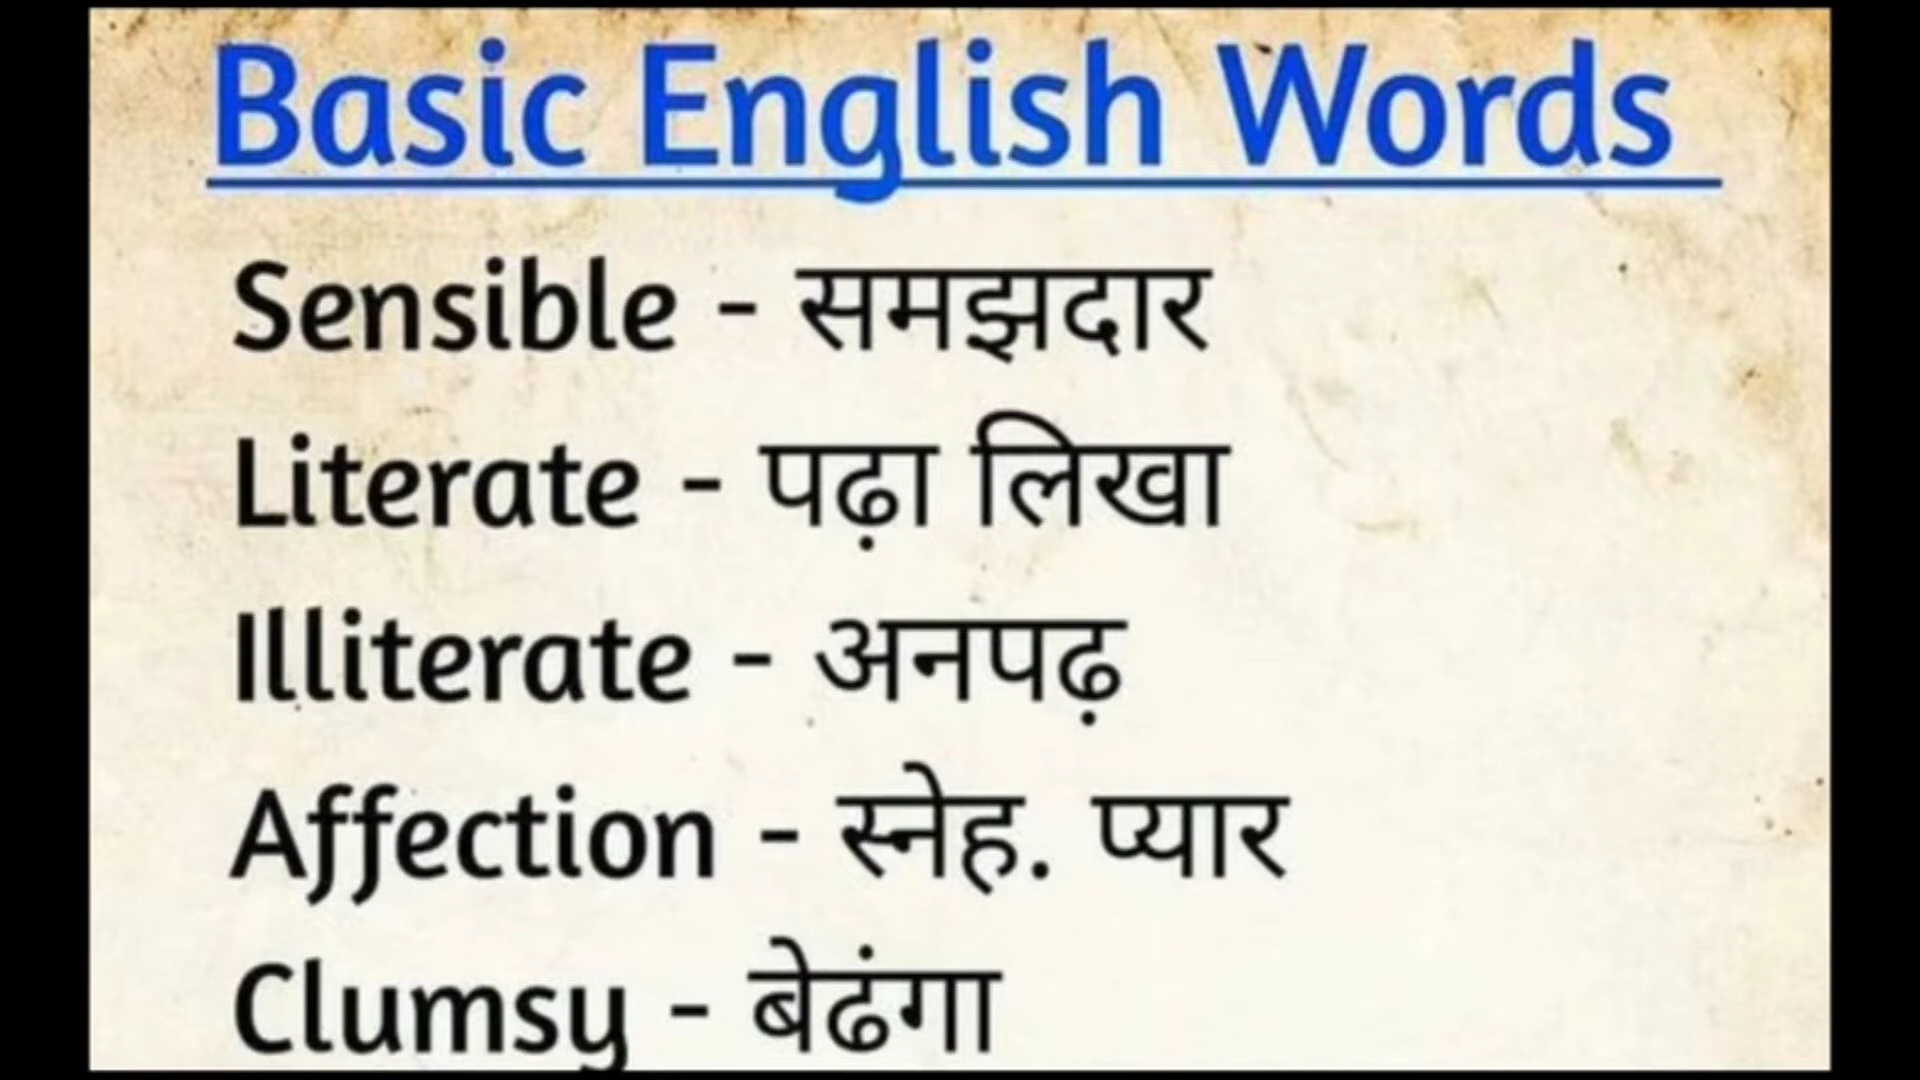 Basic English Words
Sensible - समझदार
Literate - पढ़ा लिखा
Illiterate - अनपढ़
Affection - स्नेह. प्यार
Clumsy - बेढंगा